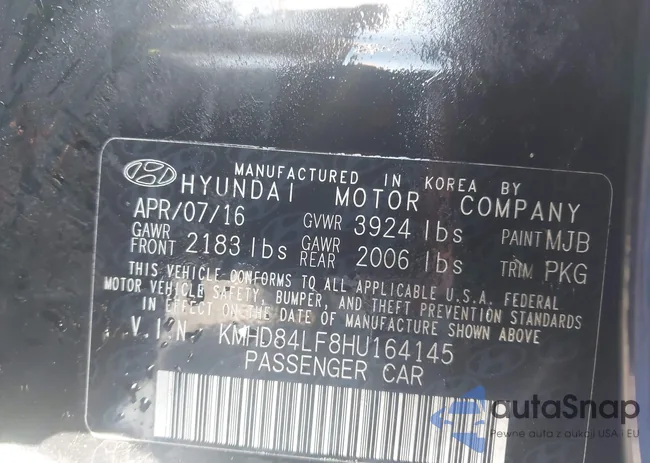 MANUFACTURED IN KOREA BY
HYUNDAI MOTOR COMPANY
APR/07/16 GVWR 3924 lbs PAINT MJB
GAWR FRONT 2183 lbs GAWR REAR 2006 lbs TRIM PKG
THIS VEHICLE CONFORMS TO ALL APPLICABLE U.S.A. FEDERAL
MOTOR VEHICLE SAFETY, BUMPER, AND THEFT PREVENTION STANDARDS
IN EFFECT ON THE DATE OF MANUFACTURE SHOWN ABOVE
V.I.N KMHD84LF8HU164145
PASSENGER CAR
autaSnap
Pewne auta z aukcji USA i EU